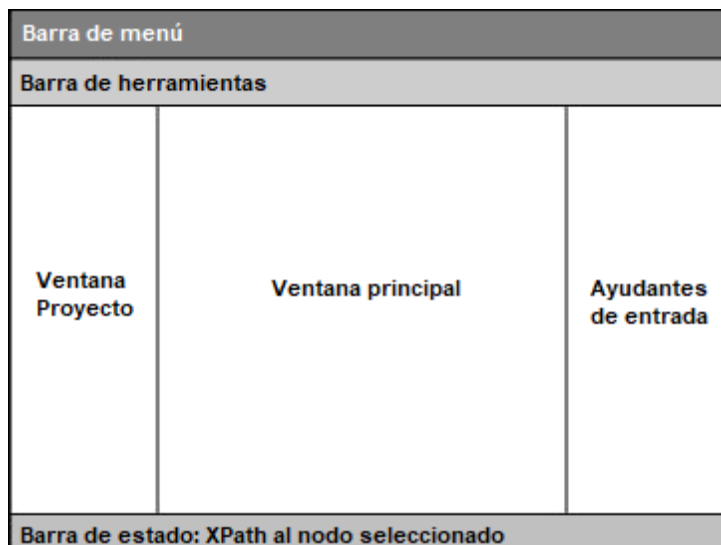 Barra de menú
Barra de herramientas
Ventana
Proyecto
Ventana principal
Ayudantes
de entrada
Barra de estado: XPath al nodo seleccionado